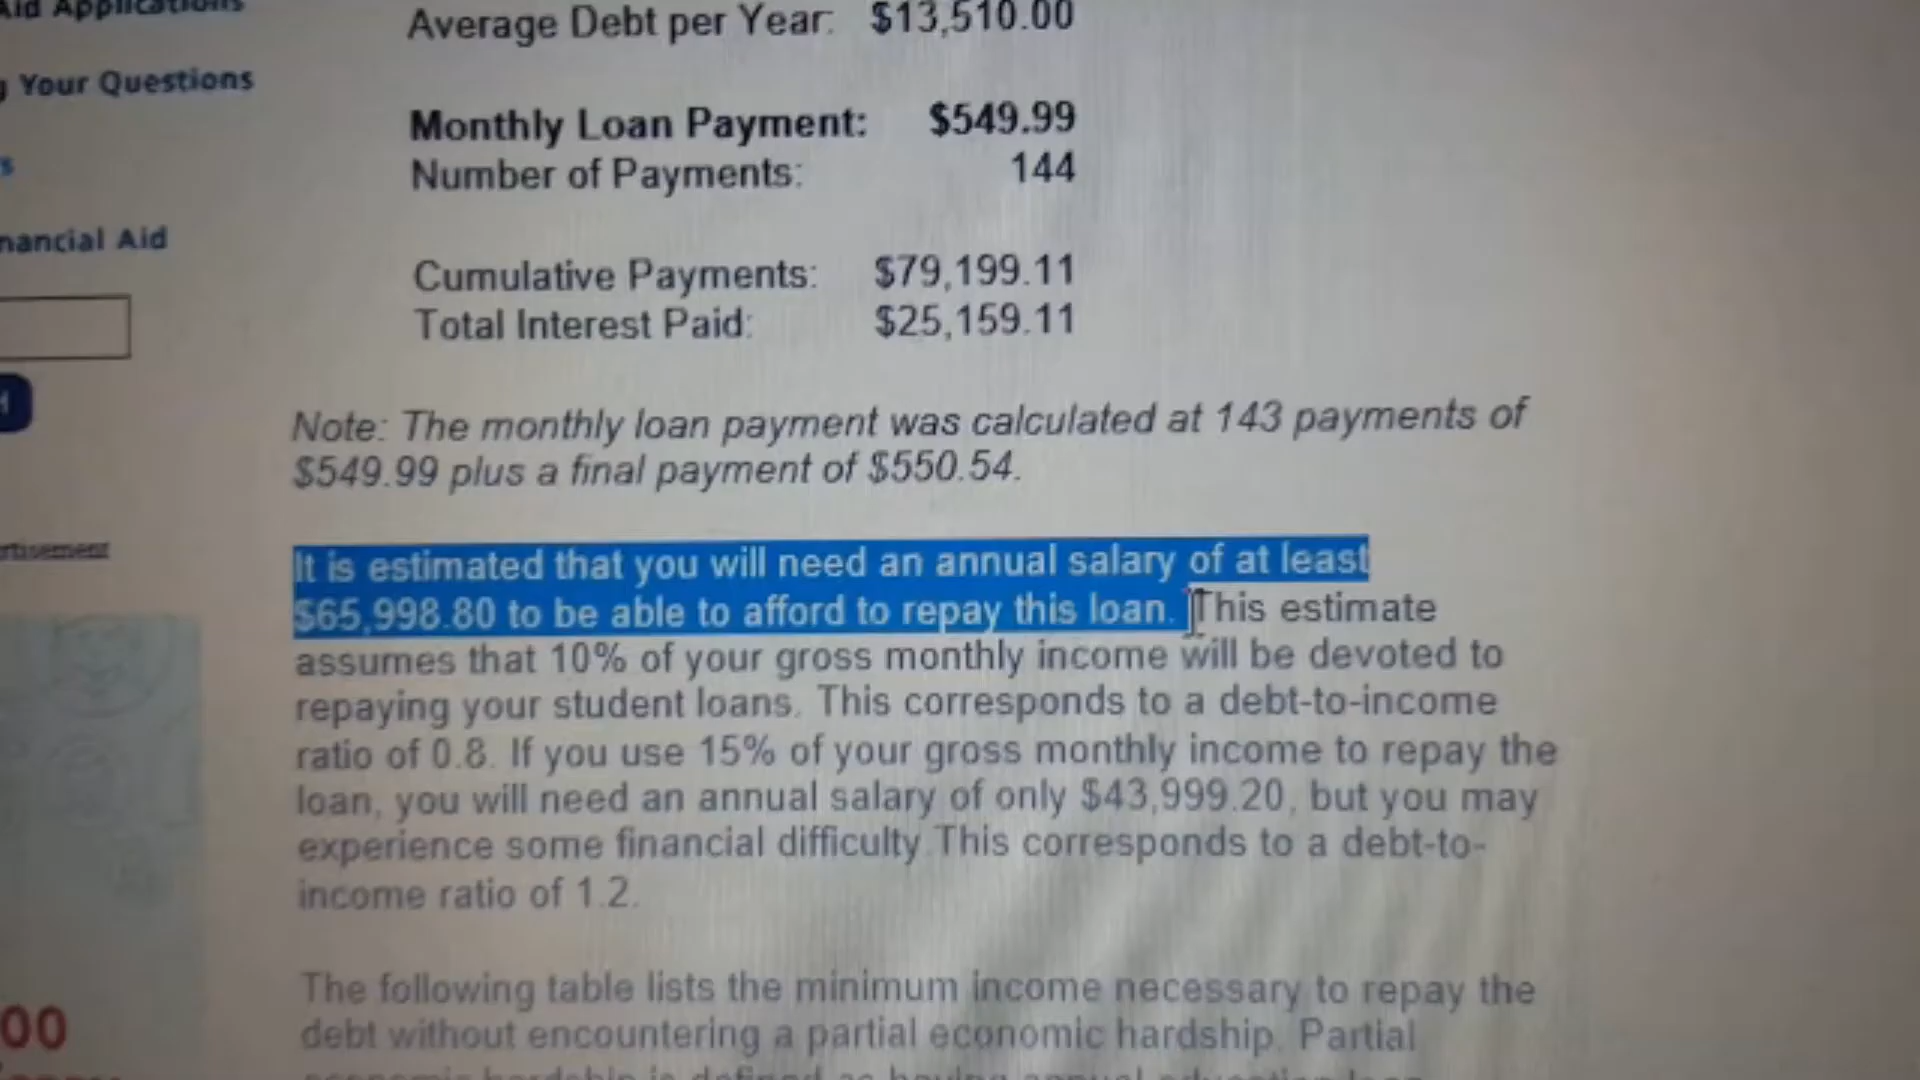 Aid Applications
Average Debt per Year: $13,510.00
Your Questions
Monthly Loan Payment: $549.99
Number of Payments: 144
Financial Aid
Cumulative Payments: $79,199.11
Total Interest Paid: $25,159.11
Note: The monthly loan payment was calculated at 143 payments of
$549.99 plus a final payment of $550.54.
It is estimated that you will need an annual salary of at least
$65,998.80 to be able to afford to repay this loan. This estimate
assumes that 10% of your gross monthly income will be devoted to
repaying your student loans. This corresponds to a debt-to-income
ratio of 0.8. If you use 15% of your gross monthly income to repay the
loan, you will need an annual salary of only $43,999.20, but you may
experience some financial difficulty.This corresponds to a debt-to-
income ratio of 1.2.
The following table lists the minimum income necessary to repay the
00
debt without encountering a partial economic hardship. Partial